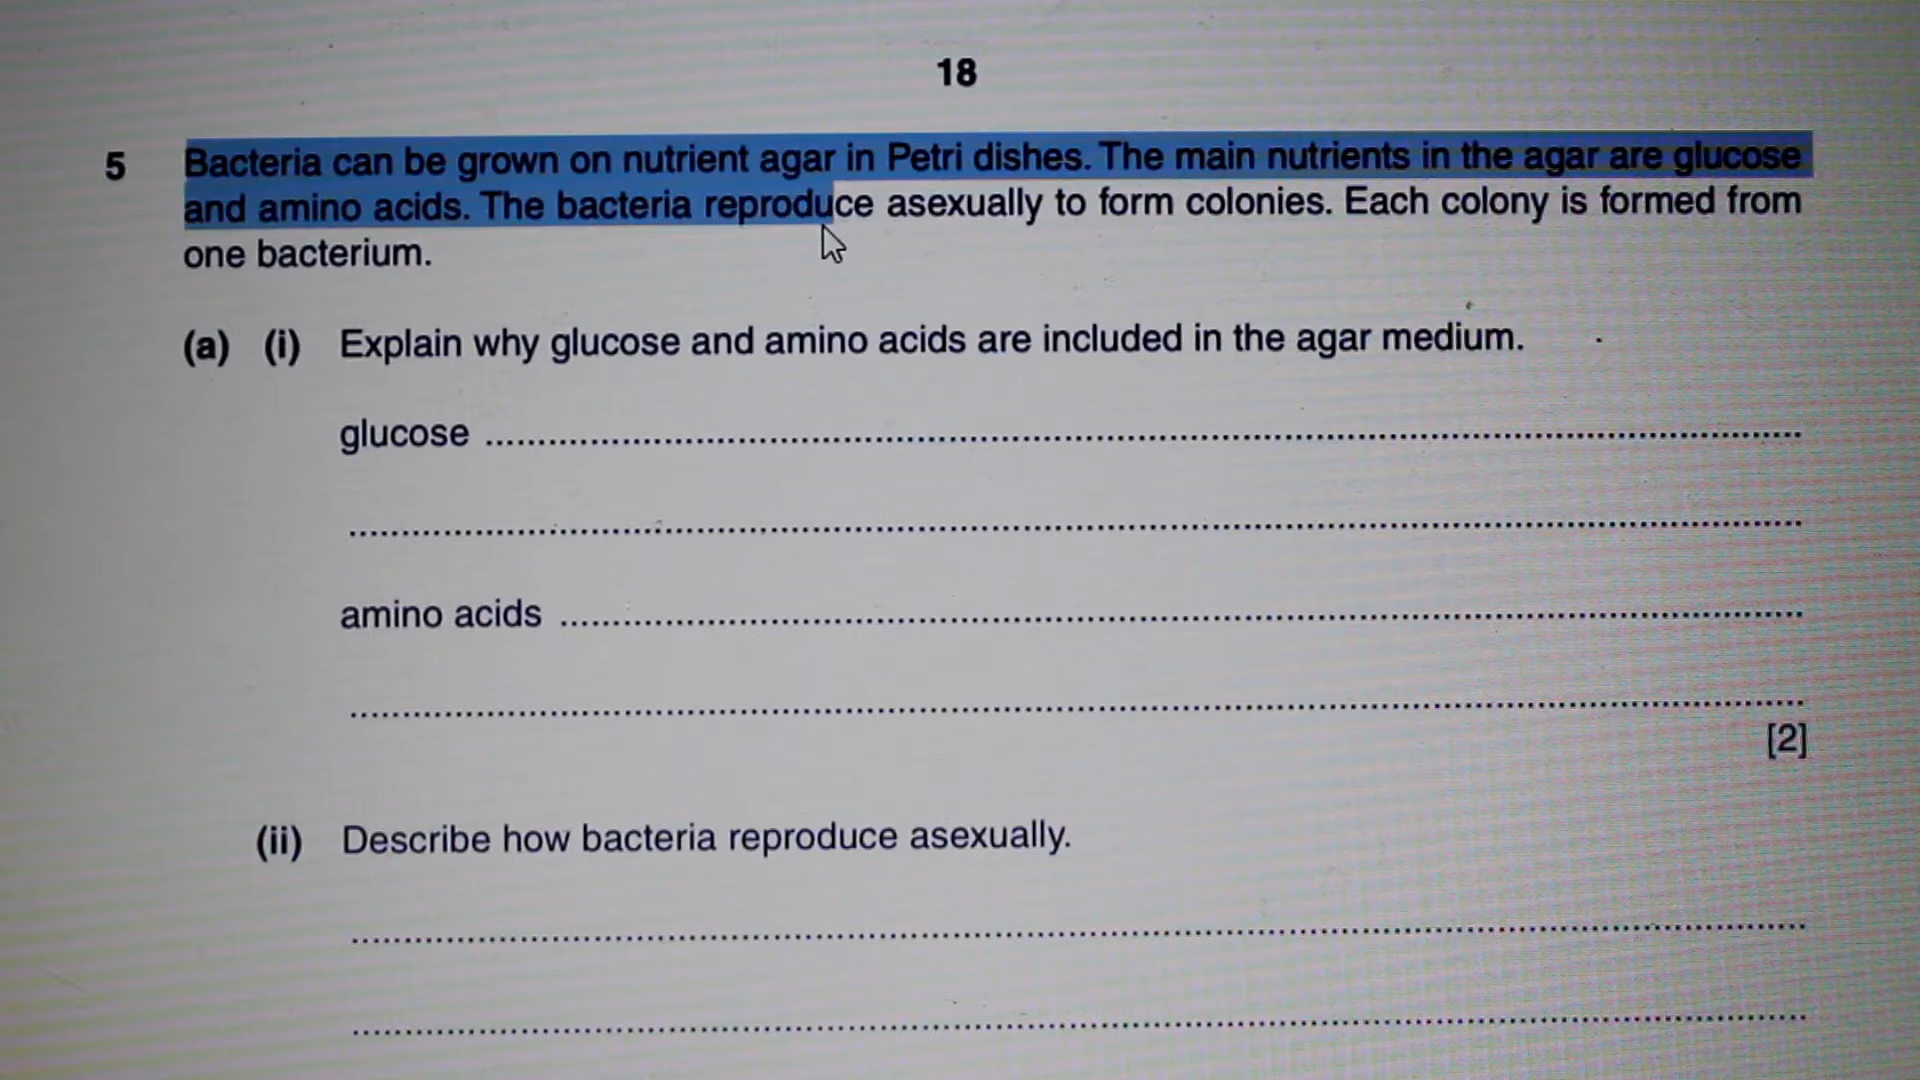 18
5 Bacteria can be grown on nutrient agar in Petri dishes. The main nutrients in the agar are glucose
and amino acids. The bacteria reproduce asexually to form colonies. Each colony is formed from
one bacterium.
(a) (i) Explain why glucose and amino acids are included in the agar medium.
glucose
amino acids
[2]
(ii) Describe how bacteria reproduce asexually.